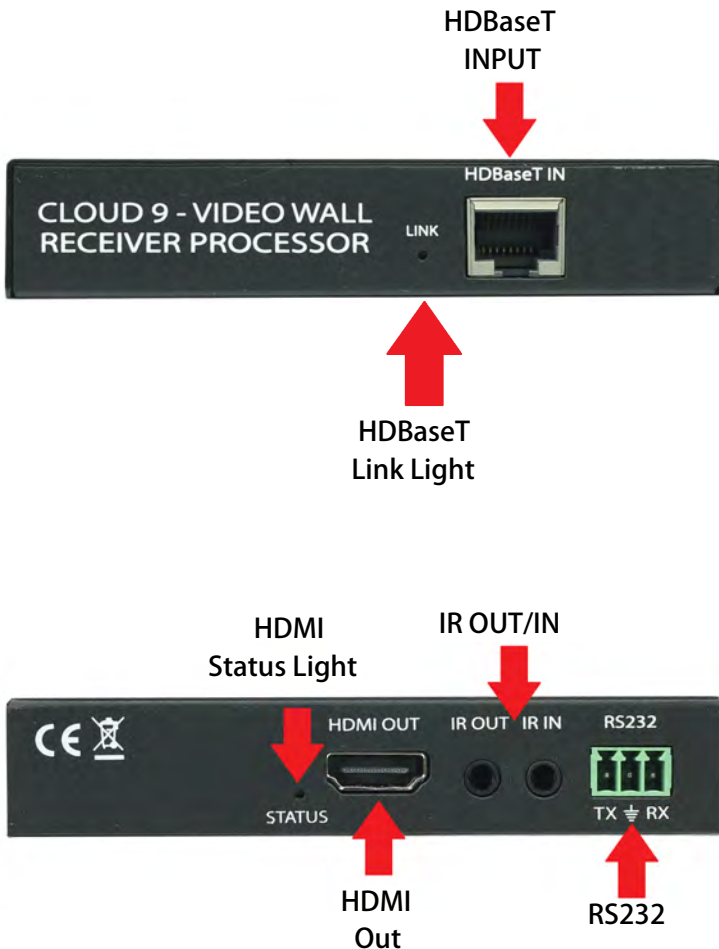 HDBaseT
INPUT
HDBaseT IN
CLOUD 9 - VIDEO WALL
RECEIVER PROCESSOR
LINK
HDBaseT
Link Light
HDMI
Status Light
IR OUT/IN
CE
HDMI OUT
IR OUT
IR IN
RS232
STATUS
TX
RX
HDMI
Out
RS232